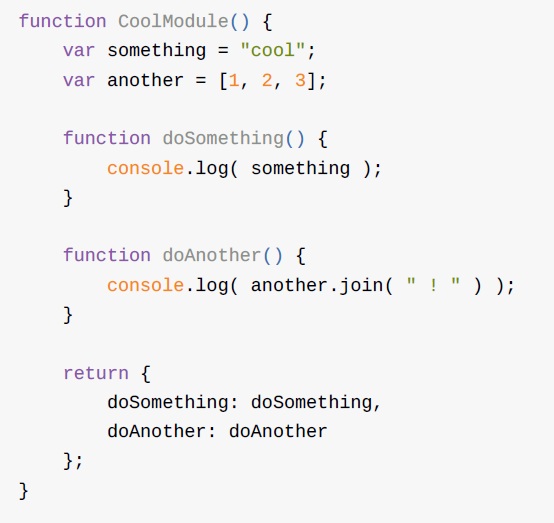 function CoolModule() {
    var something = "cool";
    var another = [1, 2, 3];

    function doSomething() {
        console.log( something );
    }

    function doAnother() {
        console.log( another.join( " ! " ) );
    }

    return {
        doSomething: doSomething,
        doAnother: doAnother
    };
}